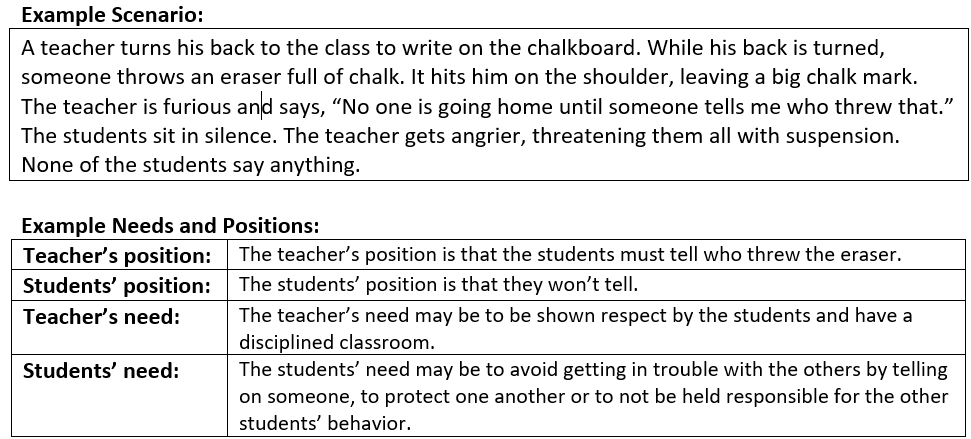 Example Scenario:
A teacher turns his back to the class to write on the chalkboard. While his back is turned,
someone throws an eraser full of chalk. It hits him on the shoulder, leaving a big chalk mark.
The teacher is furious and says, “No one is going home until someone tells me who threw that.”
The students sit in silence. The teacher gets angrier, threatening them all with suspension.
None of the students say anything.
Example Needs and Positions:
Teacher’s position: The teacher’s position is that the students must tell who threw the eraser.
Students’ position: The students’ position is that they won’t tell.
Teacher’s need: The teacher’s need may be to be shown respect by the students and have a
disciplined classroom.
Students’ need: The students’ need may be to avoid getting in trouble with the others by telling
on someone, to protect one another or to not be held responsible for the other
students’ behavior.